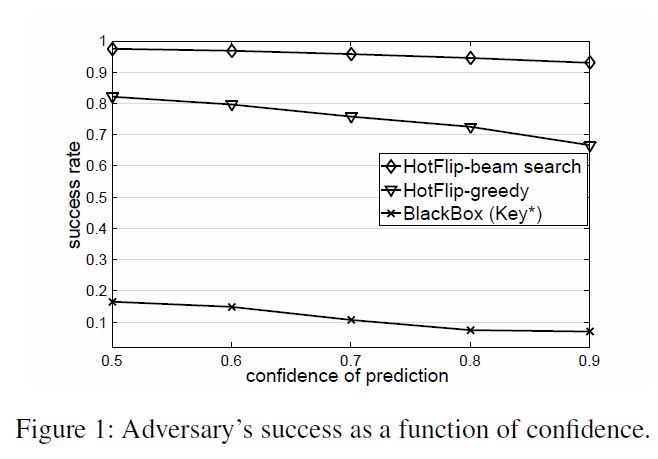 1
0.9
0.8
0.7
0.6
0.5
0.4
0.3
0.2
0.1
success rate
HotFlip-beam search
HotFlip-greedy
BlackBox (Key*)
0.5 0.6 0.7 0.8 0.9
confidence of prediction
Figure 1: Adversary’s success as a function of confidence.